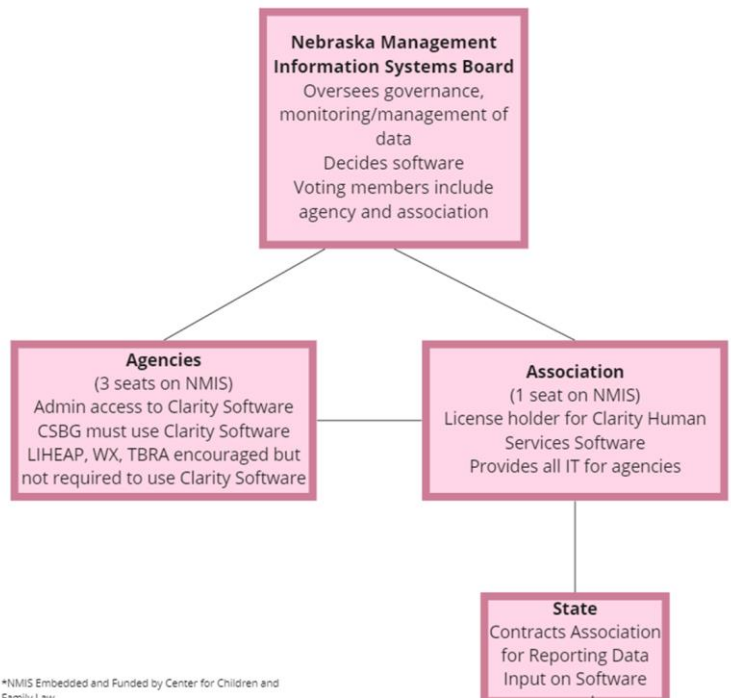 Nebraska Management
Information Systems Board
Oversees governance,
monitoring/management of
data
Decides software
Voting members include
agency and association
Agencies
(3 seats on NMIS)
Admin access to Clarity Software
CSBG must use Clarity Software
LIHEAP, WX, TBRA encouraged but
not required to use Clarity Software
Association
(1 seat on NMIS)
License holder for Clarity Human
Services Software
Provides all IT for agencies
State
Contracts Association
for Reporting Data
Input on Software
*NMIS Embedded and Funded by Center for Children and
Family Law